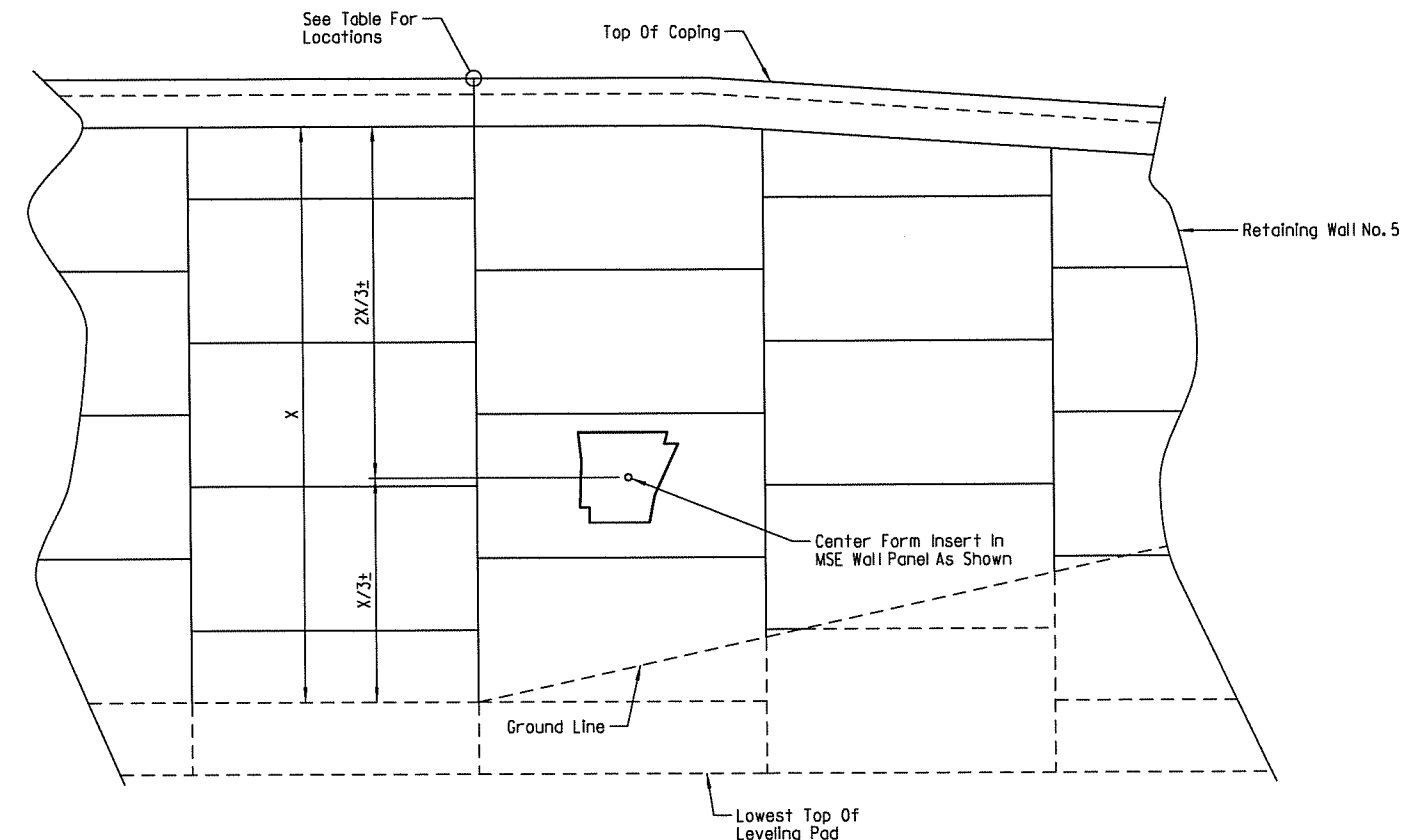 See Table For
Locations
Top Of Coping
Retaining Wall No. 5
2X/3±
X
X/3±
Center Form Insert In
MSE Wall Panel As Shown
Ground Line
Lowest Top Of
Leveling Pad